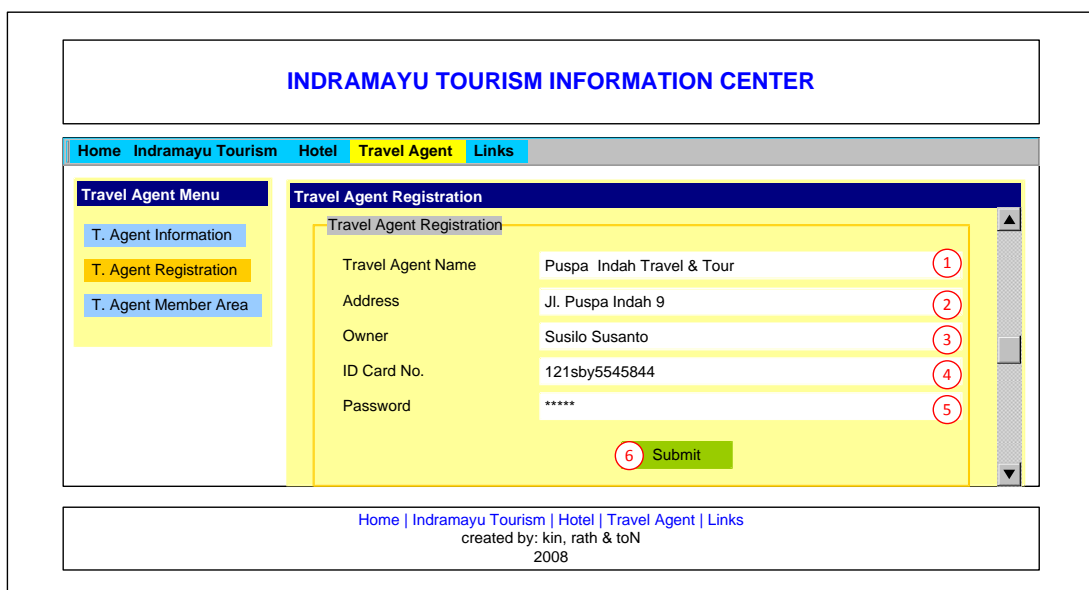 INDRAMAYU TOURISM INFORMATION CENTER
Home Indramayu Tourism Hotel Travel Agent Links
Travel Agent Menu
T. Agent Information
T. Agent Registration
T. Agent Member Area
Travel Agent Registration
Travel Agent Registration
Travel Agent Name Puspa Indah Travel & Tour 1
Address Jl. Puspa Indah 9 2
Owner Susilo Susanto 3
ID Card No. 121sby5545844 4
Password ***** 5
6 Submit
Home | Indramayu Tourism | Hotel | Travel Agent | Links
created by: kin, rath & toN
2008